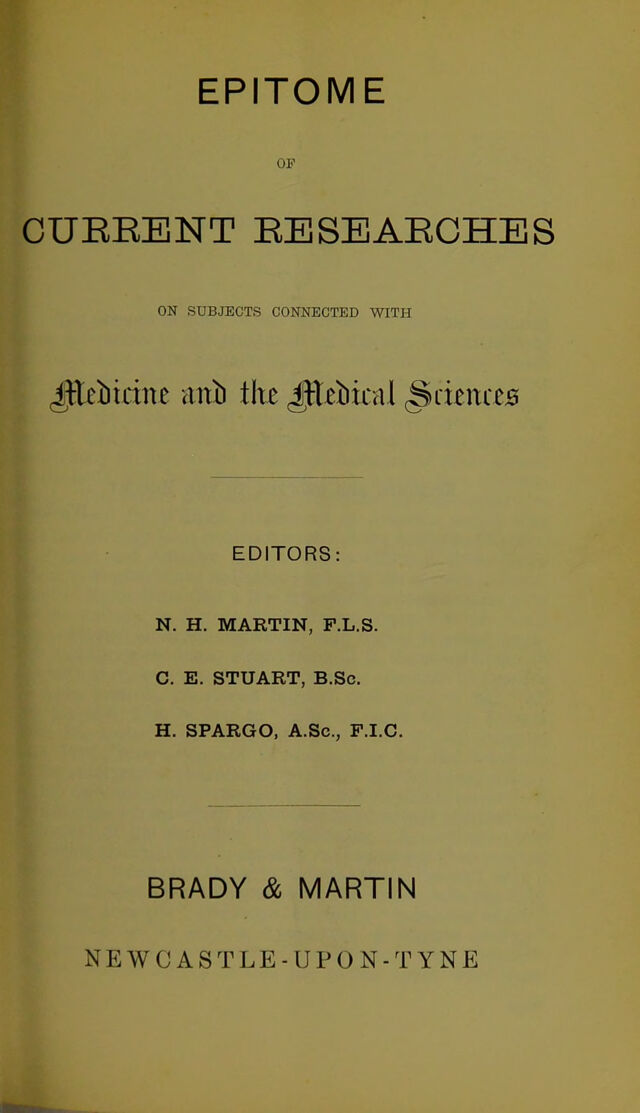 EPITOME
OF
CURRENT RESEARCHES
ON SUBJECTS CONNECTED WITH
Medicine and the Medical Sciences
EDITORS:
N. H. MARTIN, F.L.S.
C. E. STUART, B.Sc.
H. SPARGO, A.Sc., F.I.C.
BRADY & MARTIN
NEWCASTLE-UPON-TYNE